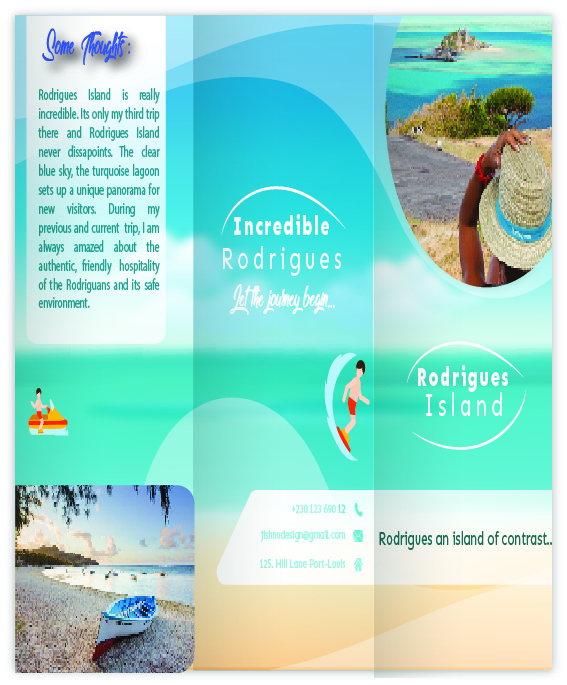 Some Thoughts :
Rodrigues Island is really
incredible. Its only my third trip
there and Rodrigues Island
never dissapoints. The clear
blue sky, the turquoise lagoon
sets up a unique panorama for
new visitors. During my
previous and current trip, I am
always amazed about the
authentic, friendly hospitality
of the Rodriguans and its safe
environment.
Incredible
Rodrigues
Let the journey begin...
+230 123 690 12
jishnudesign@gmail.com
125, Hill Lane Port-Louis
Rodrigues
Island
Rodrigues an island of contrast..